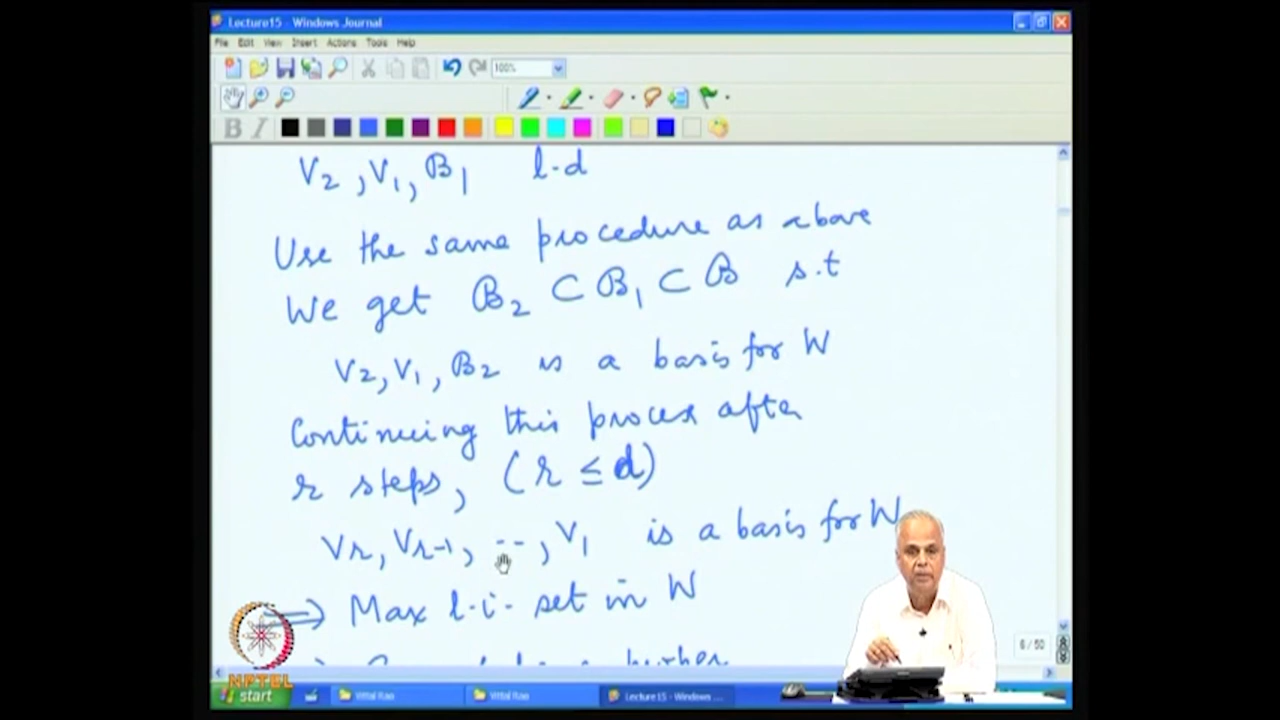 Lecture15 - Windows Journal
File Edit View Insert Actions Tools Help
100%
B I
V2, V1, B1 l.d
Use the same procedure as above
We get B2 ⊂ B1 ⊂ B s.t
V2, V1, B2 is a basis for W
Continuing this process after
r steps, (r ≤ d)
Vr, Vr-1, --, V1 is a basis for W
⇒ Max l.i. set in W
6 / 50
NPTEL
start
Vittal Rao
Vittal Rao
Lecture15 - Windows ...